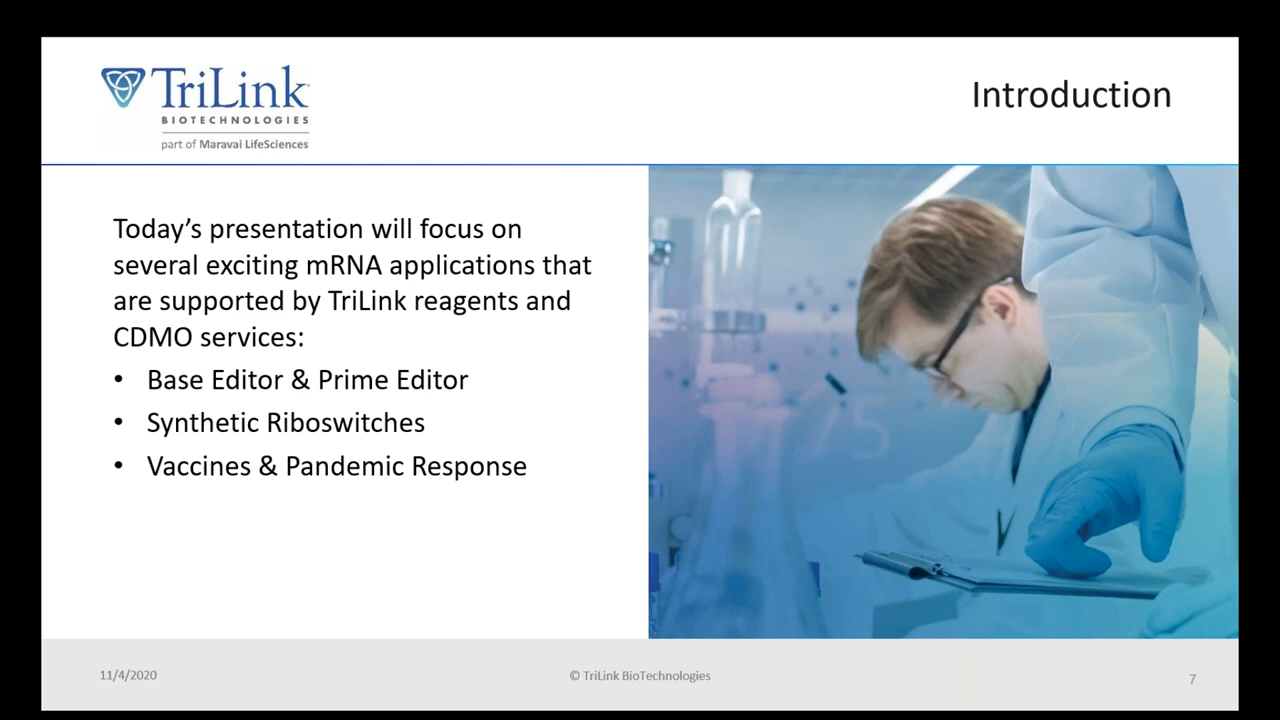 TriLink
BIOTECHNOLOGIES
part of Maravai LifeSciences
Introduction
Today’s presentation will focus on
several exciting mRNA applications that
are supported by TriLink reagents and
CDMO services:
• Base Editor & Prime Editor
• Synthetic Riboswitches
• Vaccines & Pandemic Response
11/4/2020
© TriLink BioTechnologies
7